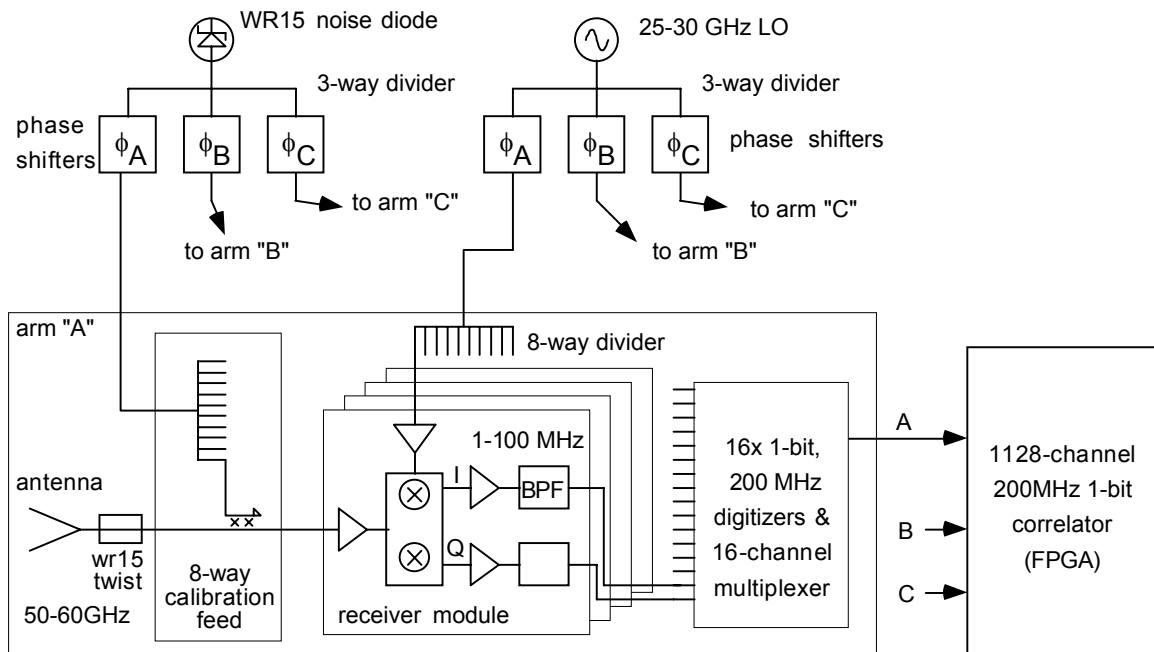 WR15 noise diode
25-30 GHz LO
3-way divider
3-way divider
phase
shifters
ϕA
ϕB
ϕC
ϕA
ϕB
ϕC
phase shifters
to arm "C"
to arm "B"
to arm "C"
to arm "B"
arm "A"
8-way divider
antenna
wr15
twist
50-60GHz
8-way
calibration
feed
1-100 MHz
I
BPF
Q
receiver module
16x 1-bit,
200 MHz
digitizers &
16-channel
multiplexer
A
B
C
1128-channel
200MHz 1-bit
correlator
(FPGA)